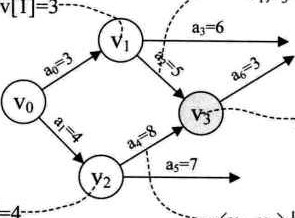 v[1]=3
v₁
a₃=6
a₀=3
a₂=5
a₆=3
v₀
v₃
a₁=4
a₄=8
v₂
a₅=7
=4